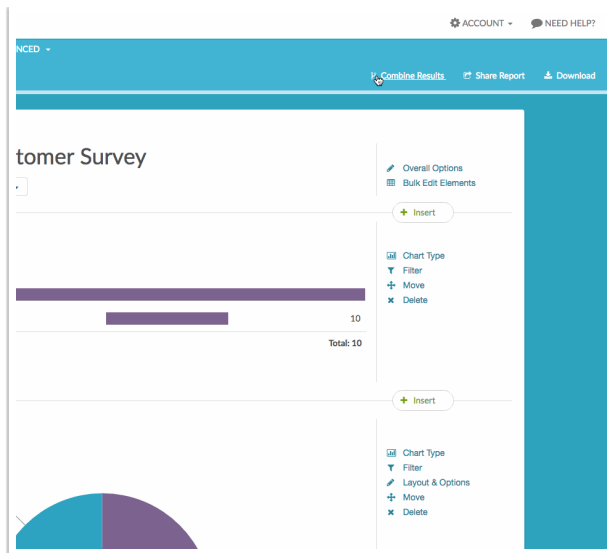 ACCOUNT NEED HELP?
NCED
Combine Results Share Report Download
tomer Survey
Overall Options
Bulk Edit Elements
+ Insert
Chart Type
Filter
Move
Delete
10
Total: 10
+ Insert
Chart Type
Filter
Layout & Options
Move
Delete